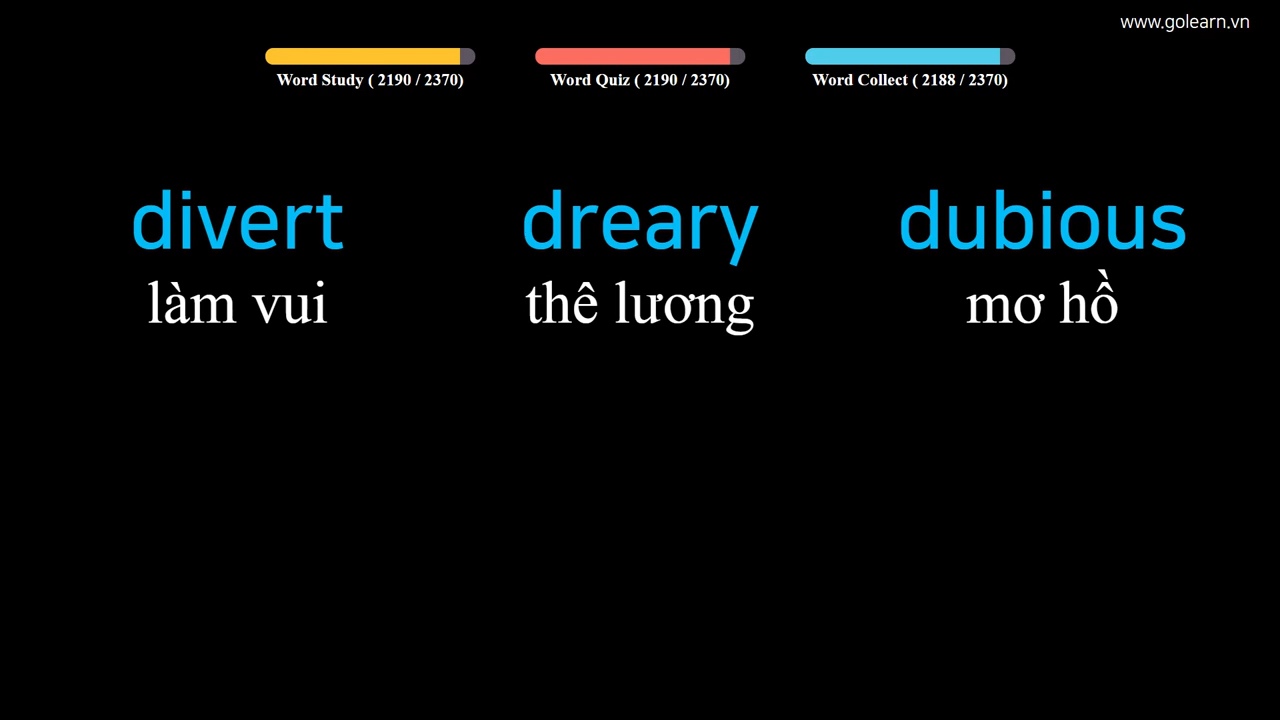 www.golearn.vn
Word Study ( 2190 / 2370)
Word Quiz ( 2190 / 2370)
Word Collect ( 2188 / 2370)
divert
làm vui
dreary
thê lương
dubious
mơ hồ